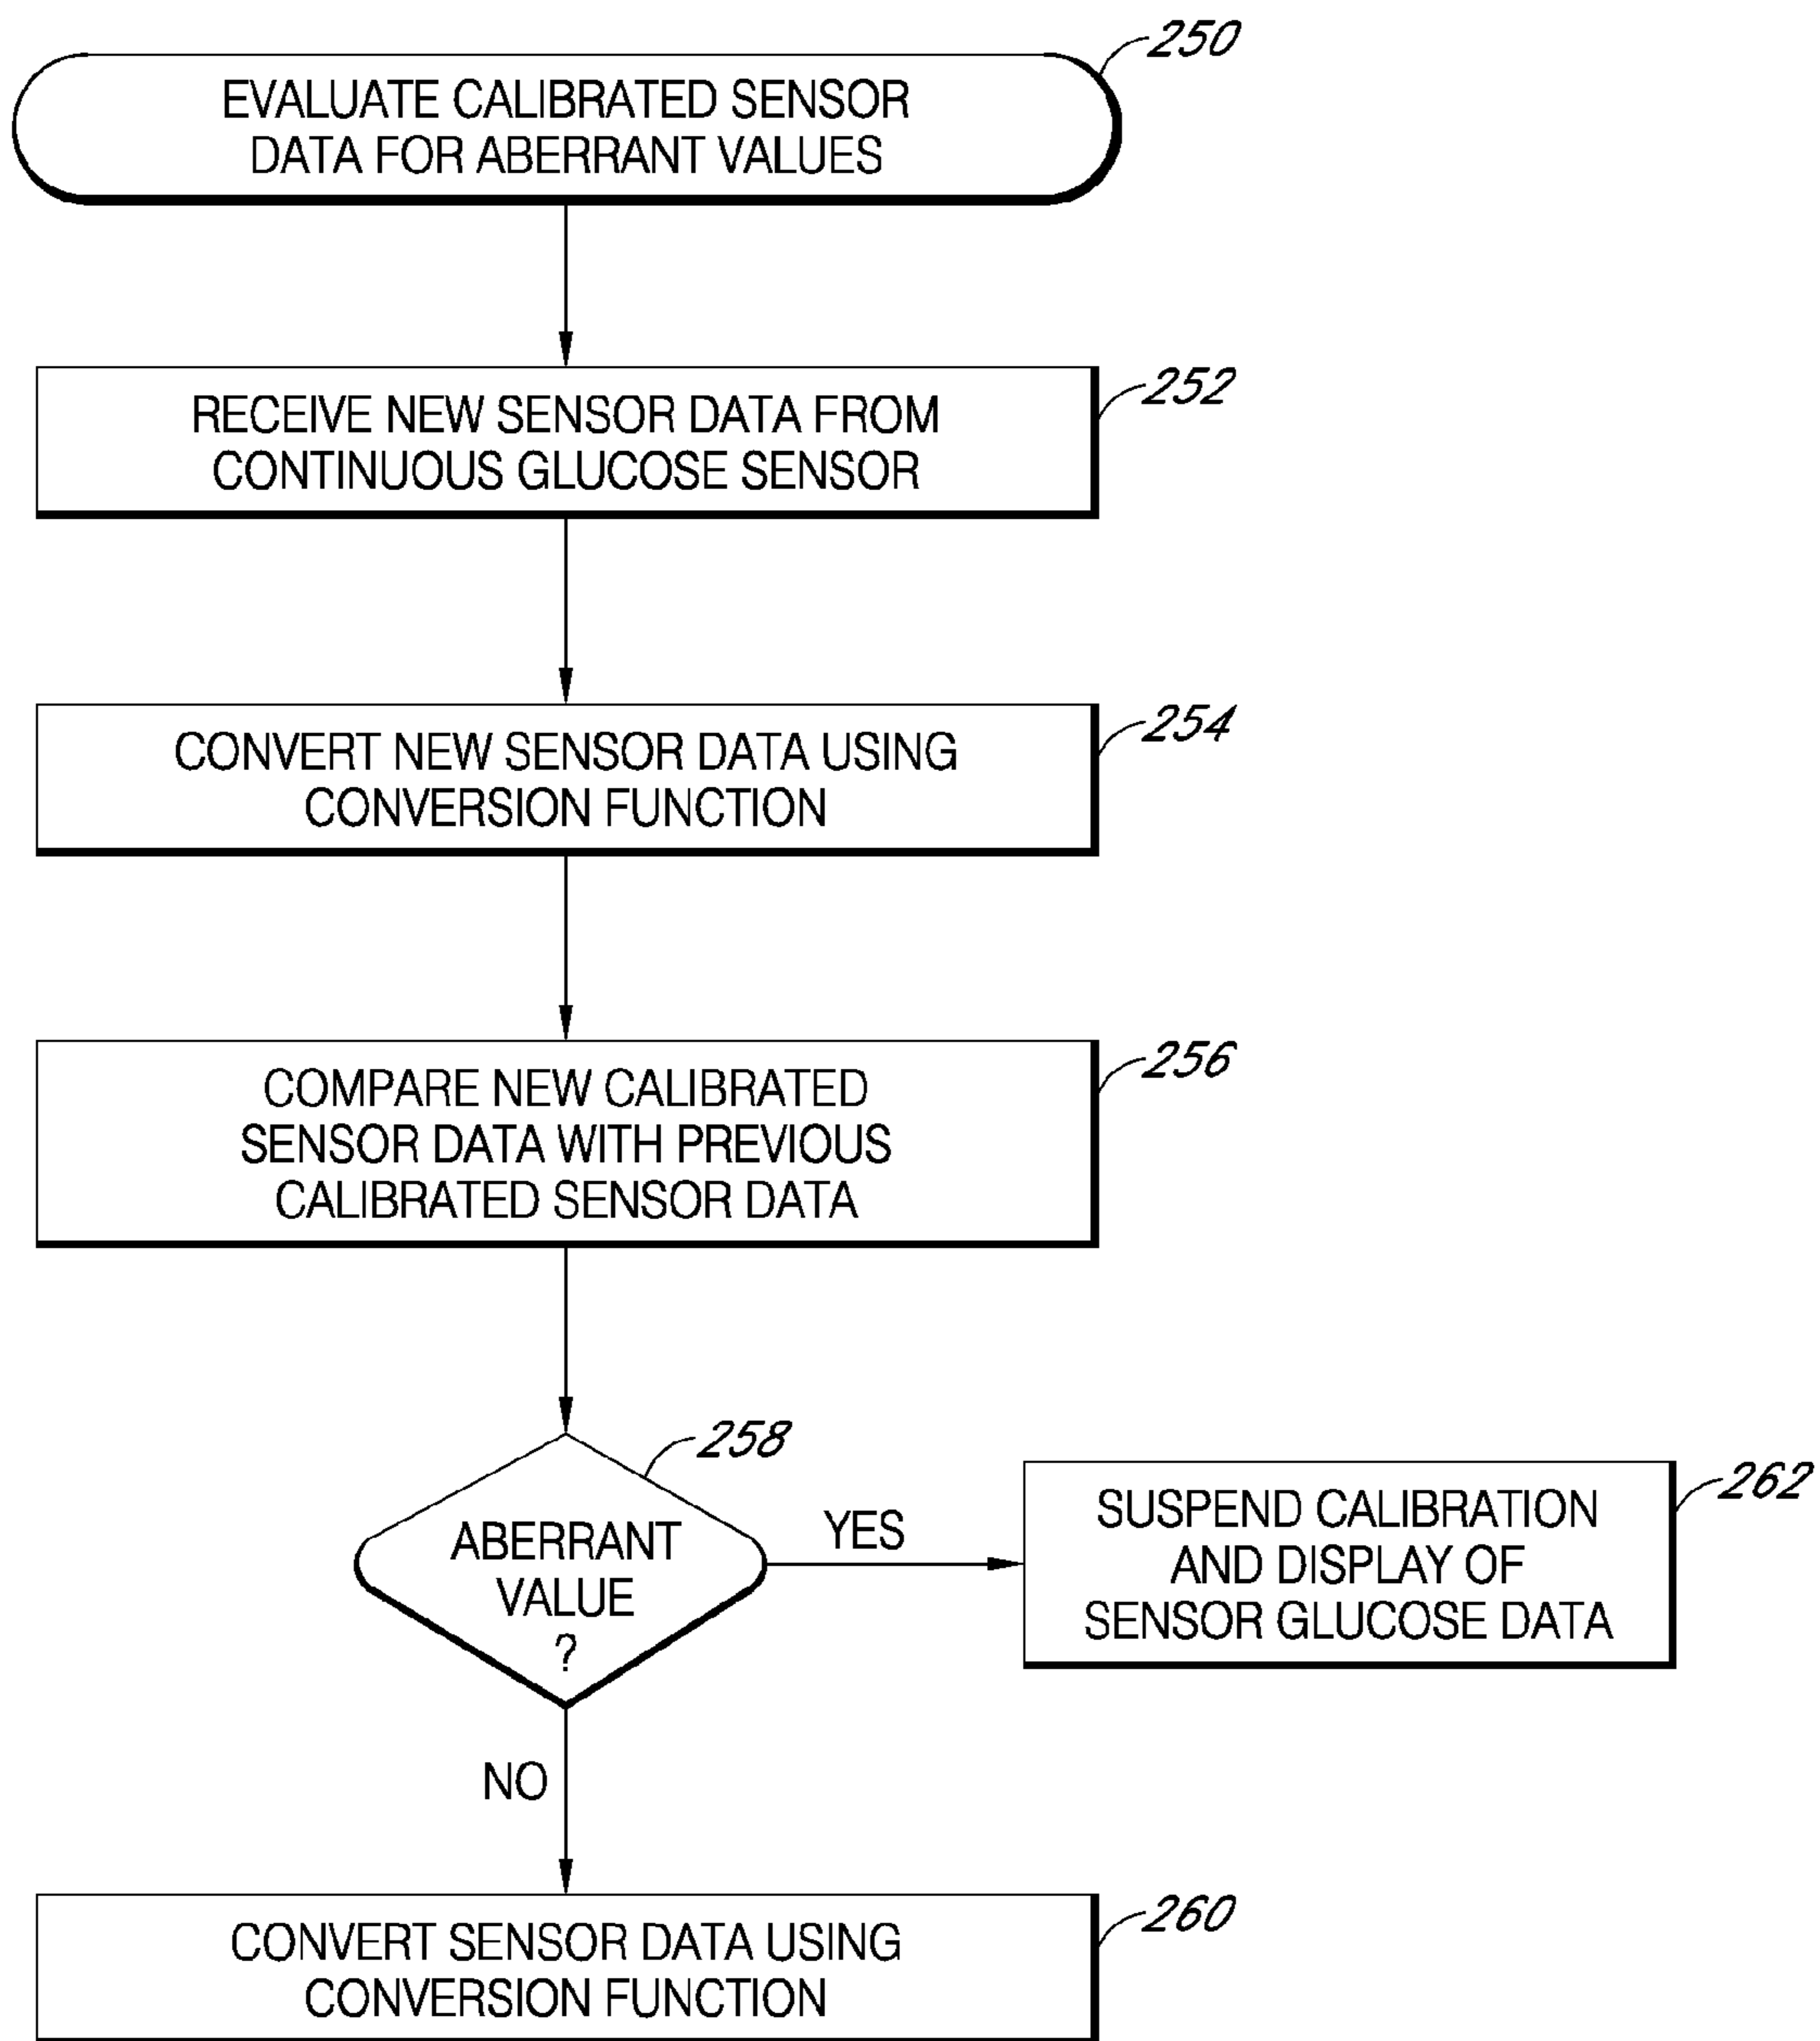 250
EVALUATE CALIBRATED SENSOR
DATA FOR ABERRANT VALUES
252
RECEIVE NEW SENSOR DATA FROM
CONTINUOUS GLUCOSE SENSOR
254
CONVERT NEW SENSOR DATA USING
CONVERSION FUNCTION
256
COMPARE NEW CALIBRATED
SENSOR DATA WITH PREVIOUS
CALIBRATED SENSOR DATA
258
ABERRANT
VALUE
?
YES
262
SUSPEND CALIBRATION
AND DISPLAY OF
SENSOR GLUCOSE DATA
NO
260
CONVERT SENSOR DATA USING
CONVERSION FUNCTION